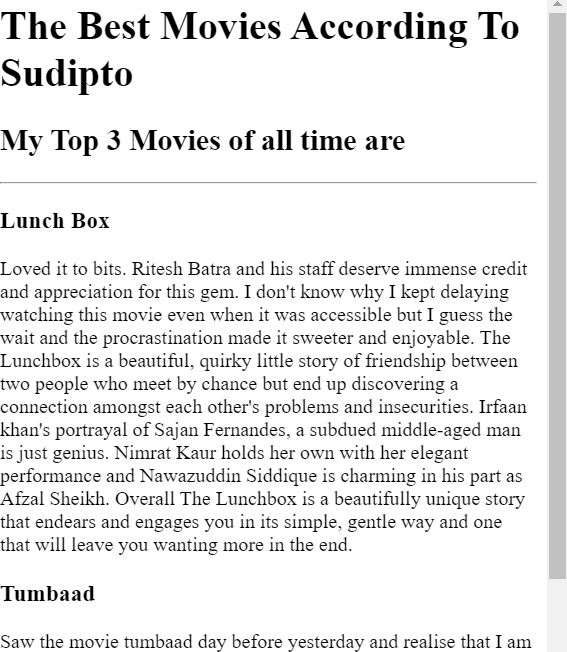 The Best Movies According To
Sudipto
My Top 3 Movies of all time are
Lunch Box
Loved it to bits. Ritesh Batra and his staff deserve immense credit
and appreciation for this gem. I don't know why I kept delaying
watching this movie even when it was accessible but I guess the
wait and the procrastination made it sweeter and enjoyable. The
Lunchbox is a beautiful, quirky little story of friendship between
two people who meet by chance but end up discovering a
connection amongst each other's problems and insecurities. Irfaan
khan's portrayal of Sajan Fernandes, a subdued middle-aged man
is just genius. Nimrat Kaur holds her own with her elegant
performance and Nawazuddin Siddique is charming in his part as
Afzal Sheikh. Overall The Lunchbox is a beautifully unique story
that endears and engages you in its simple, gentle way and one
that will leave you wanting more in the end.
Tumbaad
Saw the movie tumbaad day before yesterday and realise that I am